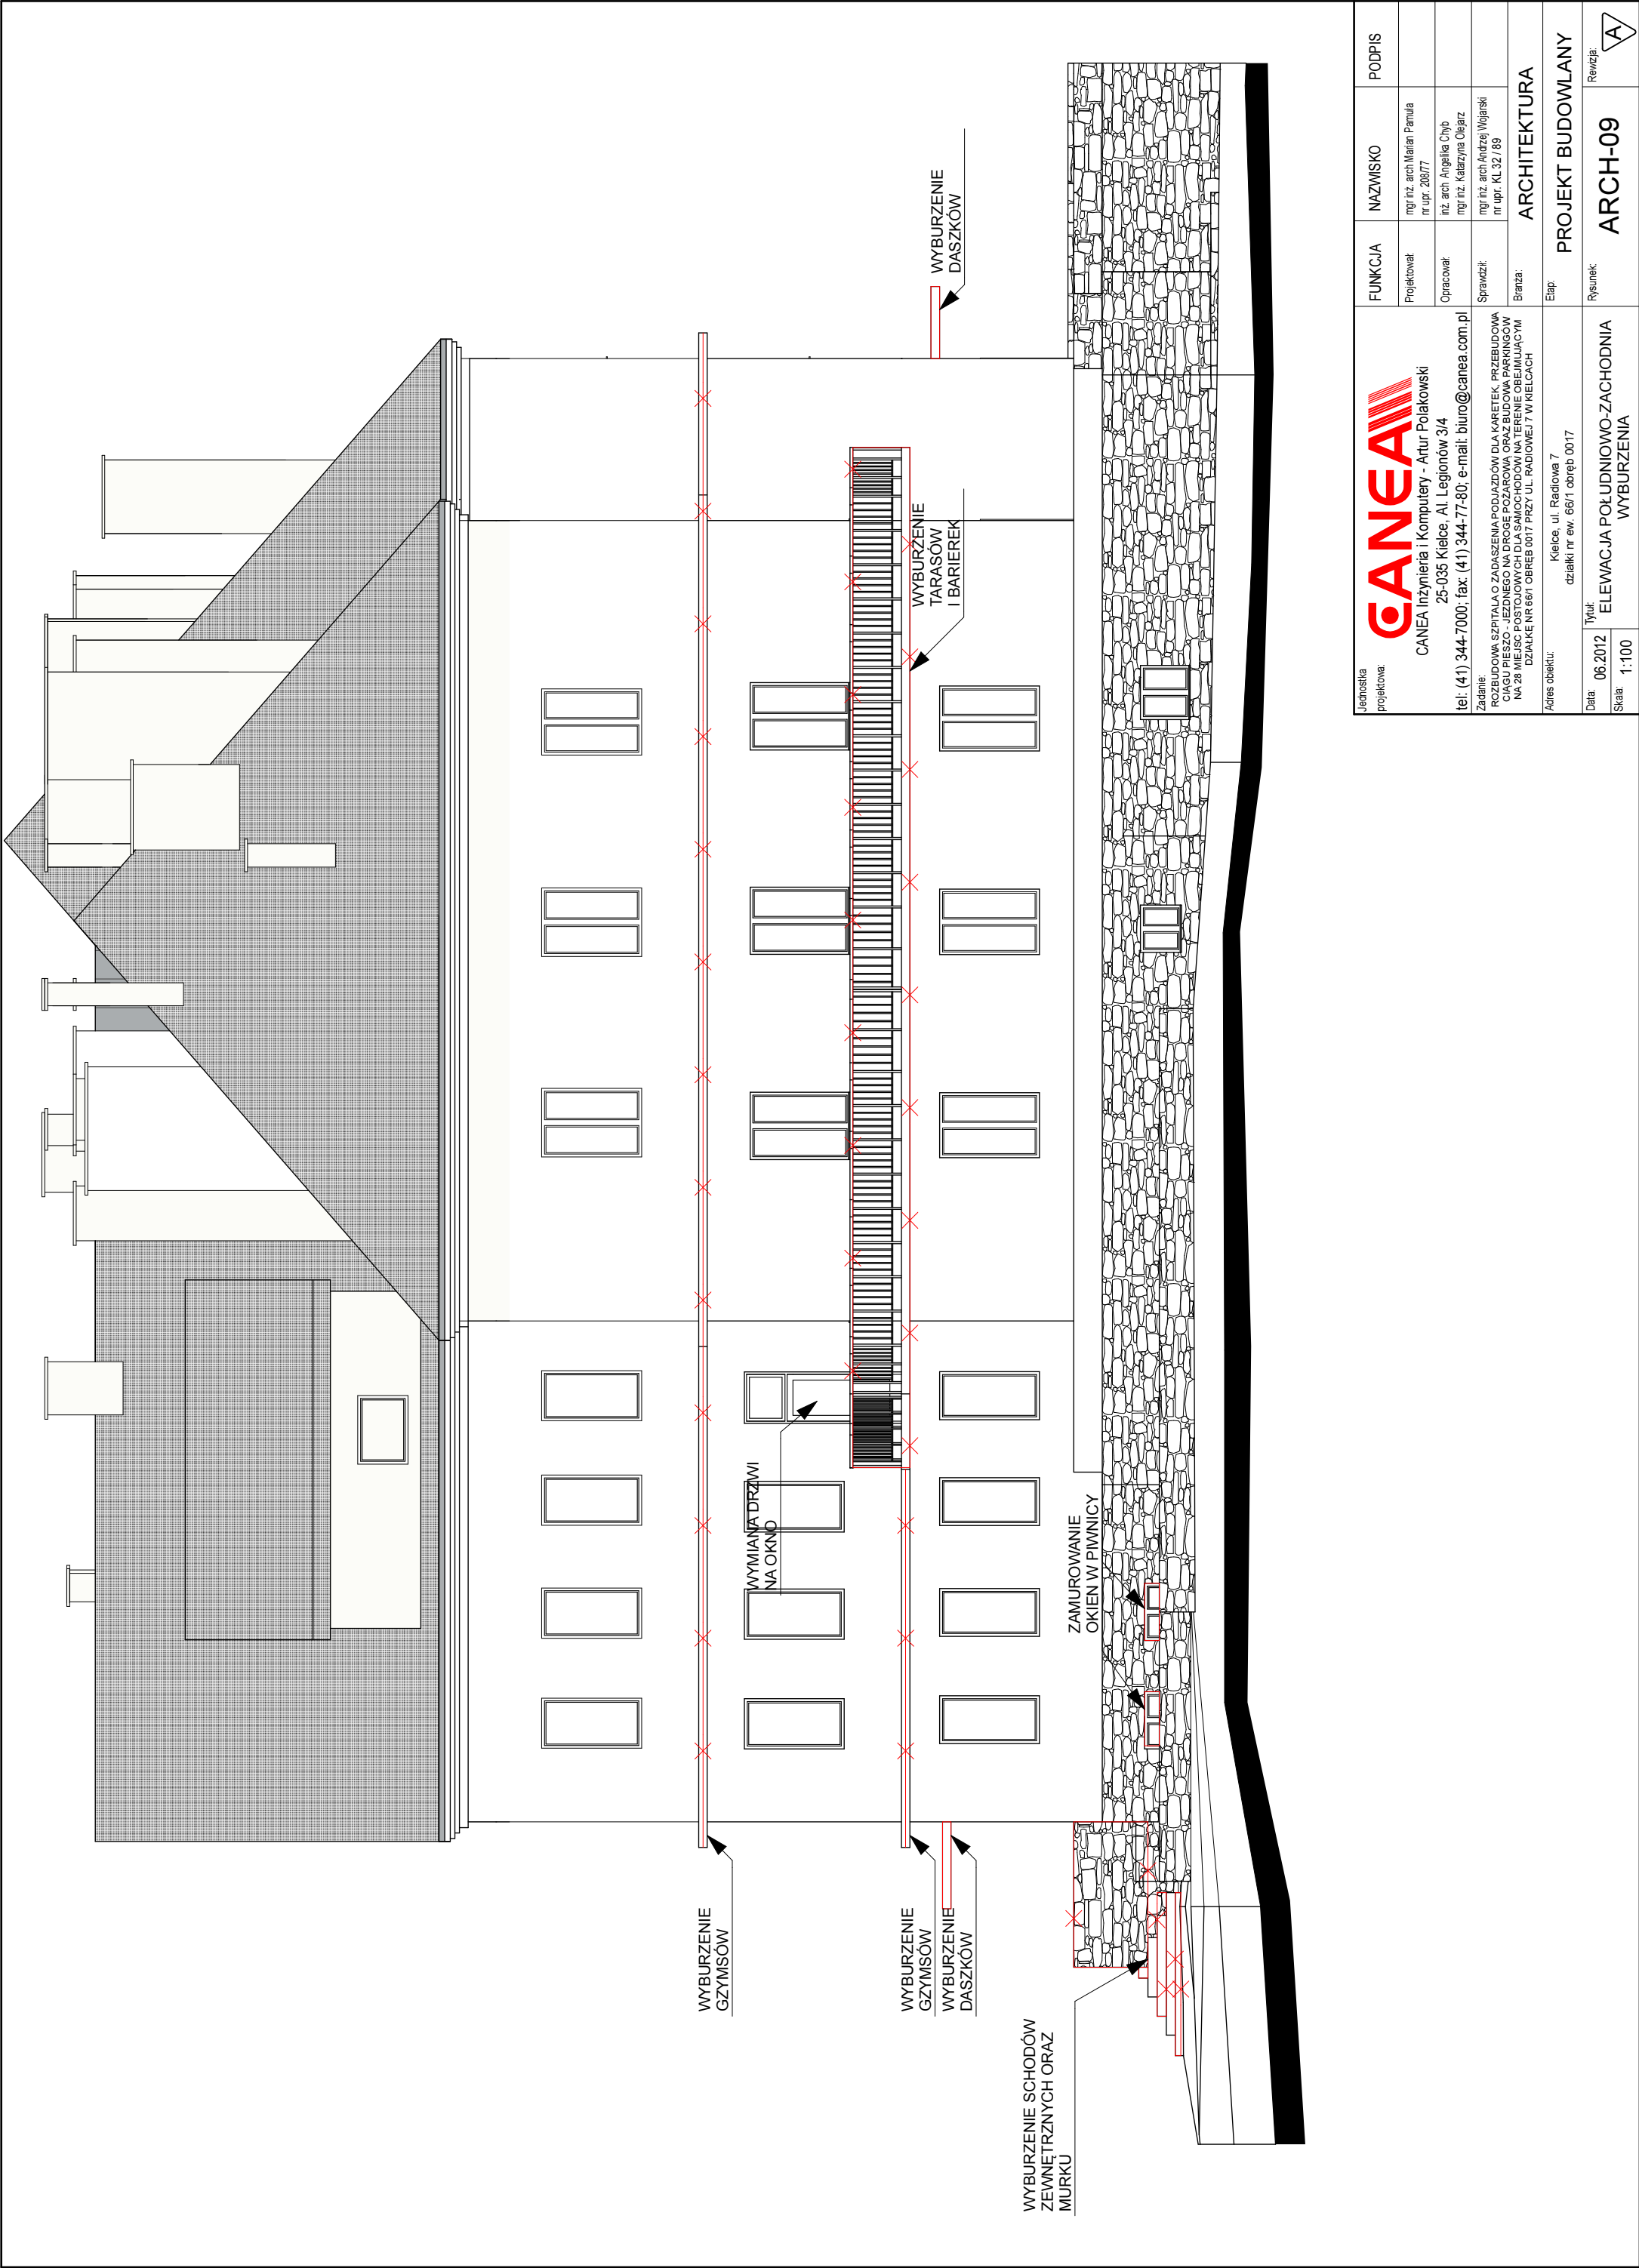 WYBURZENIE
GZYMSÓW
WYBURZENIE
GZYMSÓW
WYBURZENIE
DASZKÓW
WYBURZENIE SCHODÓW
ZEWNĘTRZNYCH ORAZ
MURKU
WYMIANA DRZWI
NA OKNO
ZAMUROWANIE
OKIEN W PIWNICY
WYBURZENIE
TARASÓW
I BARIEREK
WYBURZENIE
DASZKÓW
Jednostka
projektowa:
CANEA
CANEA Inżynieria i Komputery - Artur Polakowski
25-035 Kielce, Al. Legionów 3/4
tel: (41) 344-7000; fax: (41) 344-77-80; e-mail: biuro@canea.com.pl
FUNKCJA NAZWISKO PODPIS
Projektował: mgr inż. arch Marian Pamuła
nr upr. 208/77
Opracował: inż. arch Angelika Chyb
mgr inż. Katarzyna Olejarz
Sprawdził: mgr inż. arch Andrzej Wojarski
nr upr. KL 32 / 89
Zadanie:
ROZBUDOWA SZPITALA O ZADASZENIA PODJAZDÓW DLA KARETEK, PRZEBUDOWA
CIĄGU PIESZO - JEZDNEGO NA DROGĘ POŻAROWĄ ORAZ BUDOWA PARKINGÓW
NA 28 MIEJSC POSTOJOWYCH DLA SAMOCHODÓW NA TERENIE OBEJMUJĄCYM
DZIAŁKĘ NR 66/1 OBRĘB 0017 PRZY UL. RADIOWEJ 7 W KIELCACH
Branża: ARCHITEKTURA
Adres obiektu:
Kielce, ul. Radiowa 7
działki nr ew. 66/1 obręb 0017
Etap: PROJEKT BUDOWLANY
Data: 06.2012
Skala: 1:100
Tytuł:
ELEWACJA POŁUDNIOWO-ZACHODNIA
WYBURZENIA
Rysunek: ARCH-09
Rewizja: A